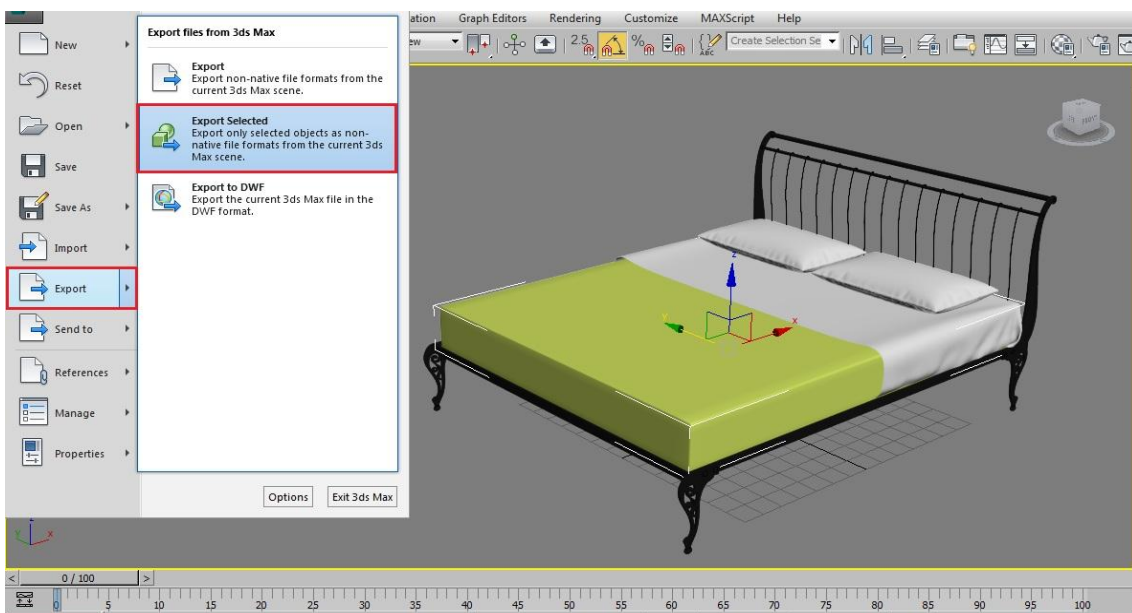 ation Graph Editors Rendering Customize MAXScript Help
ew 2.5 % ABC Create Selection Se
New
Reset
Open
Save
Save As
Import
Export
Send to
References
Manage
Properties
Export files from 3ds Max
Export
Export non-native file formats from the
current 3ds Max scene.
Export Selected
Export only selected objects as non-
native file formats from the current 3ds
Max scene.
Export to DWF
Export the current 3ds Max file in the
DWF format.
Options Exit 3ds Max
z
y x
z
y x
< 0 / 100 >
0 5 10 15 20 25 30 35 40 45 50 55 60 65 70 75 80 85 90 95 100